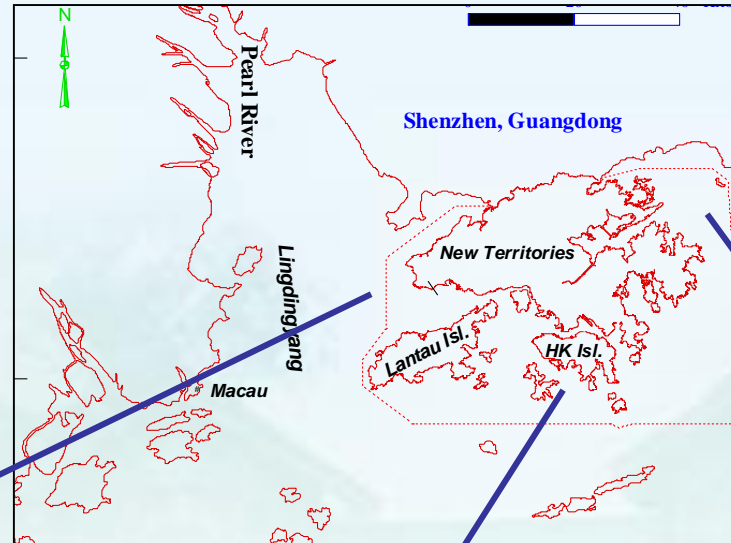 N
Pearl River
Shenzhen, Guangdong
New Territories
Lingdingyang
Lantau Isl.
HK Isl.
Macau